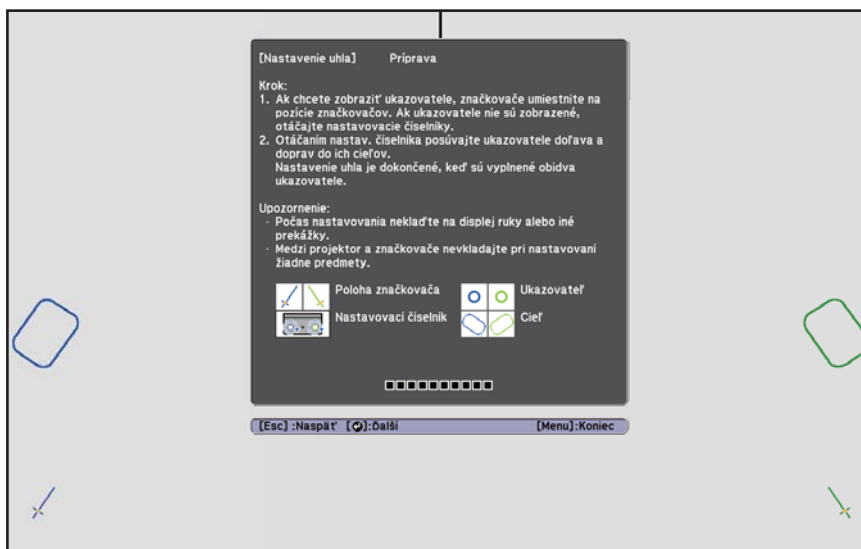 [Nastavenie uhla] Príprava
Krok:
1. Ak chcete zobraziť ukazovatele, značkovače umiestnite na
pozície značkovačov. Ak ukazovatele nie sú zobrazené,
otáčajte nastavovacie číselníky.
2. Otáčaním nastav. číselníka posúvajte ukazovatele doľava a
doprav do ich cieľov.
Nastavenie uhla je dokončené, keď sú vyplnené obidva
ukazovatele.
Upozornenie:
· Počas nastavovania neklaďte na displej ruky alebo iné
prekážky.
· Medzi projektor a značkovače nevkladajte pri nastavovaní
žiadne predmety.
Poloha značkovača
Ukazovateľ
Nastavovací číselník
Cieľ
[Esc] :Naspäť [ ]:Ďalší [Menu]:Koniec